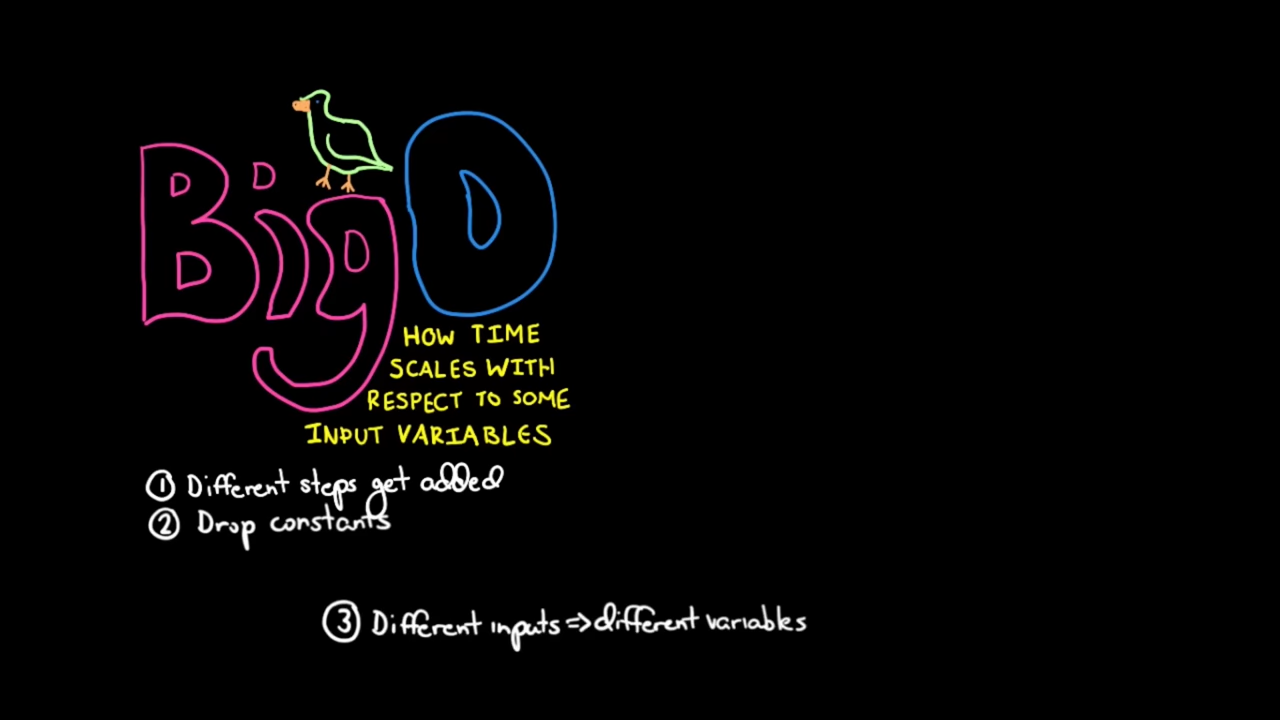 Big O
HOW TIME
SCALES WITH
RESPECT TO SOME
INPUT VARIABLES
① Different steps get added
② Drop constants
③ Different inputs => different variables